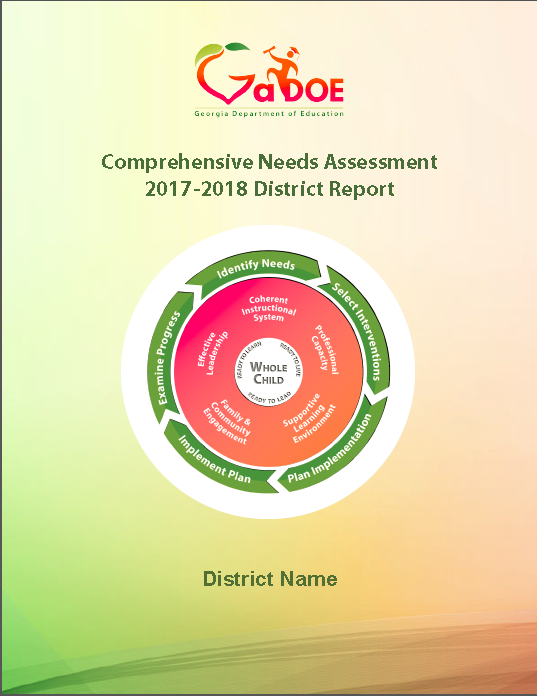 GaDOE
Georgia Department of Education
Comprehensive Needs Assessment
2017-2018 District Report
Identify Needs
Select Interventions
Plan Implementation
Implement Plan
Examine Progress
Coherent
Instructional
System
Professional
Capacity
Supportive
Learning
Environment
Family &
Community
Engagement
Effective
Leadership
READY TO LEARN
READY TO LIVE
READY TO LEAD
WHOLE
CHILD
District Name